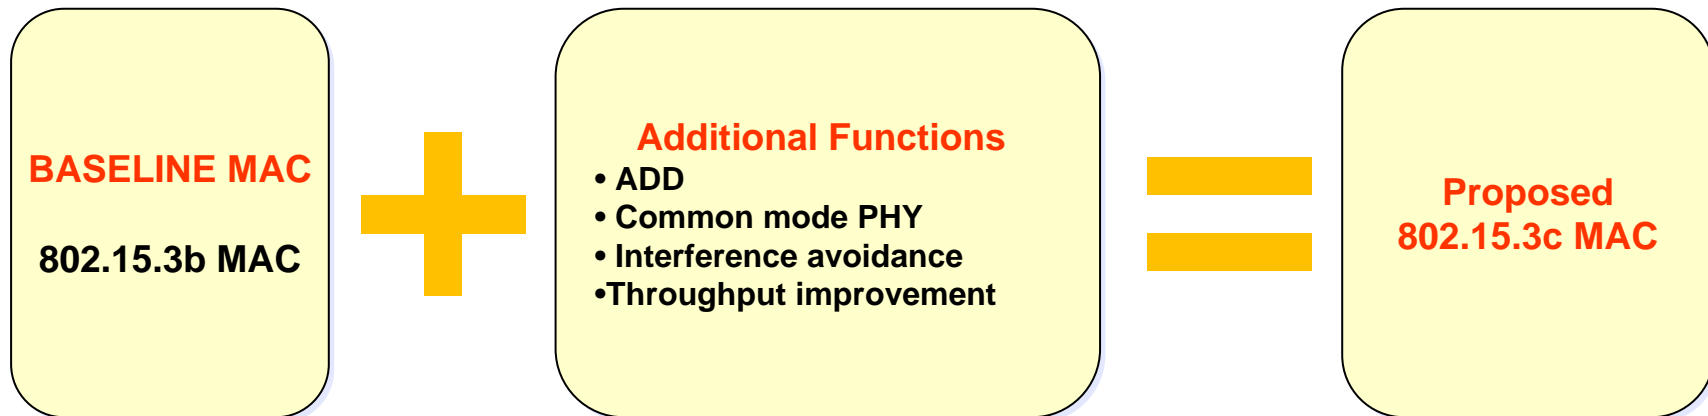 BASELINE MAC
802.15.3b MAC
Additional Functions
• ADD
• Common mode PHY
• Interference avoidance
•Throughput improvement
Proposed
802.15.3c MAC